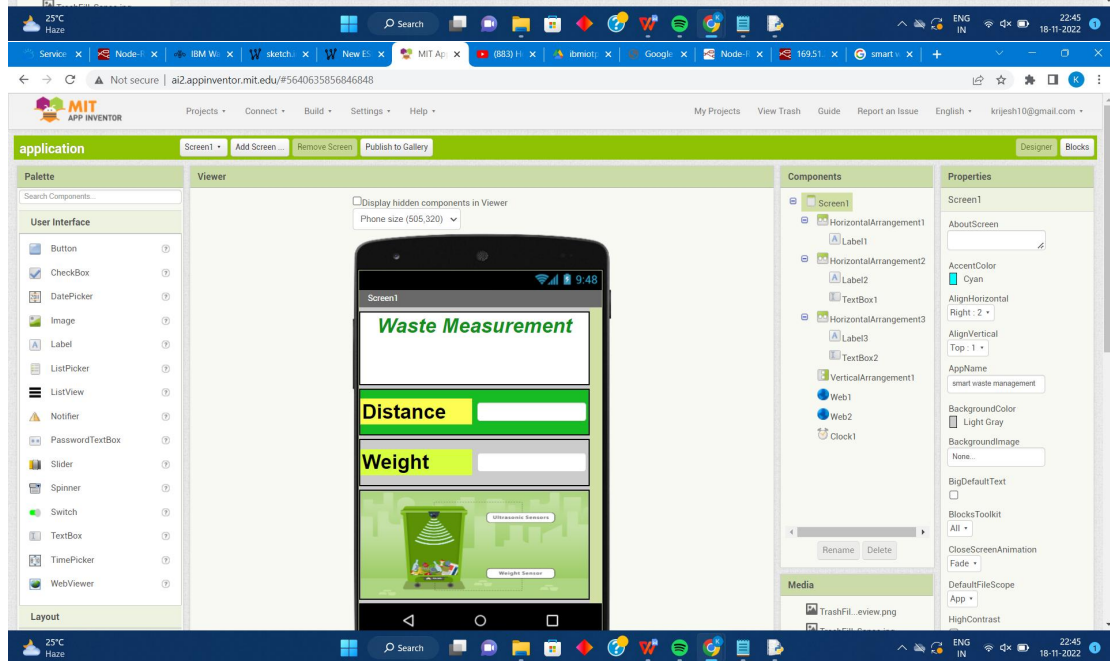 25°C
Haze
Search
ENG
IN
22:45
18-11-2022
1
Service
Node-R
IBM Wa
sketch.
New ES
MIT Ap
(883) H
ibmiotp
Google
Node-R
169.51.
smart w
Not secure | ai2.appinventor.mit.edu/#5640635856846848
K
MIT
APP INVENTOR
Projects
Connect
Build
Settings
Help
My Projects
View Trash
Guide
Report an Issue
English
krijesh10@gmail.com
application
Screen1
Add Screen ...
Remove Screen
Publish to Gallery
Designer
Blocks
Palette
Search Components...
User Interface
Button
CheckBox
DatePicker
Image
Label
ListPicker
ListView
Notifier
PasswordTextBox
Slider
Spinner
Switch
TextBox
TimePicker
WebViewer
Layout
Viewer
Display hidden components in Viewer
Phone size (505,320)
9:48
Screen1
Waste Measurement
Distance
Weight
Ultrasonic Sensors
Weight Sensor
Components
Screen1
HorizontalArrangement1
Label1
HorizontalArrangement2
Label2
TextBox1
HorizontalArrangement3
Label3
TextBox2
VerticalArrangement1
Web1
Web2
Clock1
Rename
Delete
Media
TrashFil...eview.png
Properties
Screen1
AboutScreen
AccentColor
Cyan
AlignHorizontal
Right : 2
AlignVertical
Top : 1
AppName
smart waste management
BackgroundColor
Light Gray
BackgroundImage
None...
BigDefaultText
BlocksToolkit
All
CloseScreenAnimation
Fade
DefaultFileScope
App
HighContrast
25°C
Haze
Search
ENG
IN
22:45
18-11-2022
1